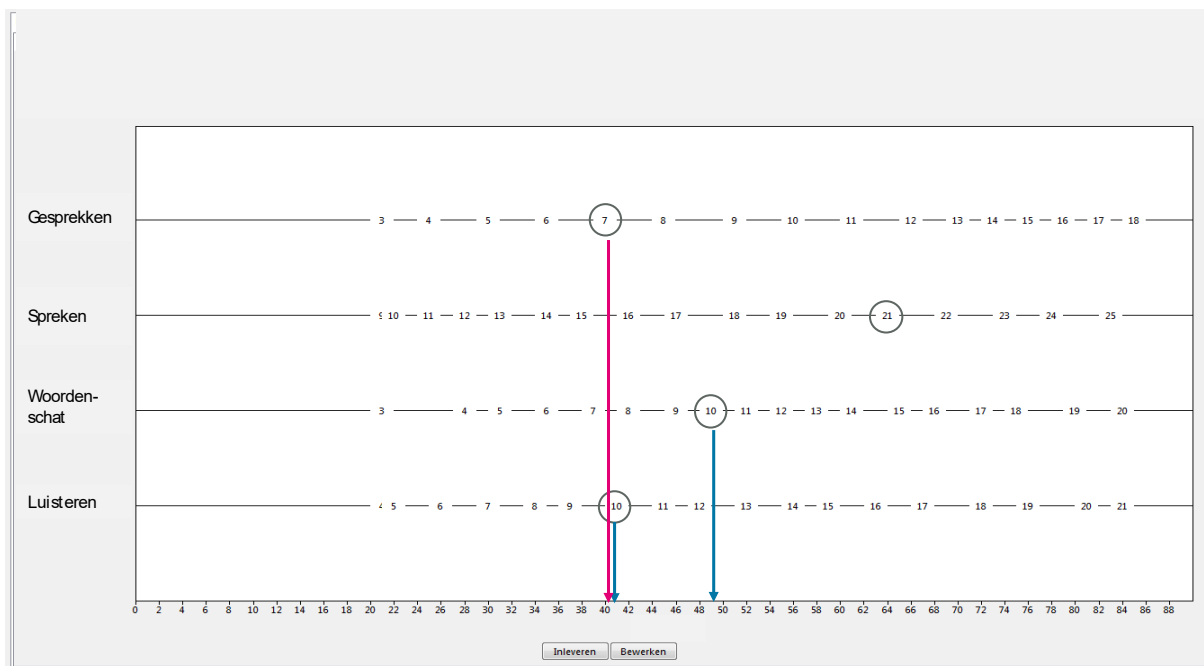 Gesprekken
3 4 5 6 7 8 9 10 11 12 13 14 15 16 17 18
Spreken
9 10 11 12 13 14 15 16 17 18 19 20 21 22 23 24 25
Woorden-
schat
3 4 5 6 7 8 9 10 11 12 13 14 15 16 17 18 19 20
Luisteren
4 5 6 7 8 9 10 11 12 13 14 15 16 17 18 19 20 21
0 2 4 6 8 10 12 14 16 18 20 22 24 26 28 30 32 34 36 38 40 42 44 46 48 50 52 54 56 58 60 62 64 66 68 70 72 74 76 78 80 82 84 86 88
Inleveren Bewerken